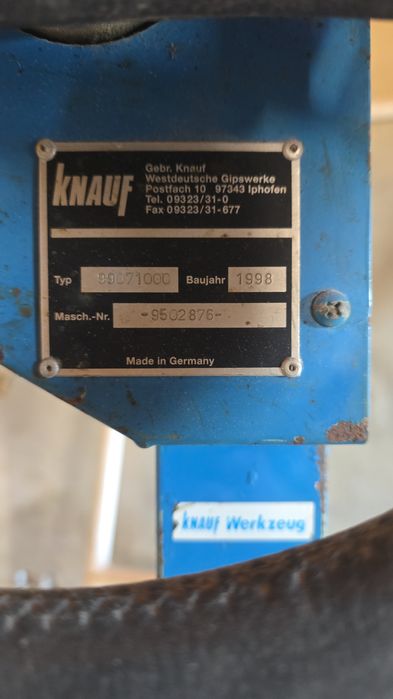 KNAUF
Gebr. Knauf
Westdeutsche Gipswerke
Postfach 10 97343 Iphofen
Tel. 09323/31-0
Fax 09323/31-677
Typ 99071000 Baujahr 1998
Masch.-Nr. -9502876-
Made in Germany
KNAUF Werkzeug